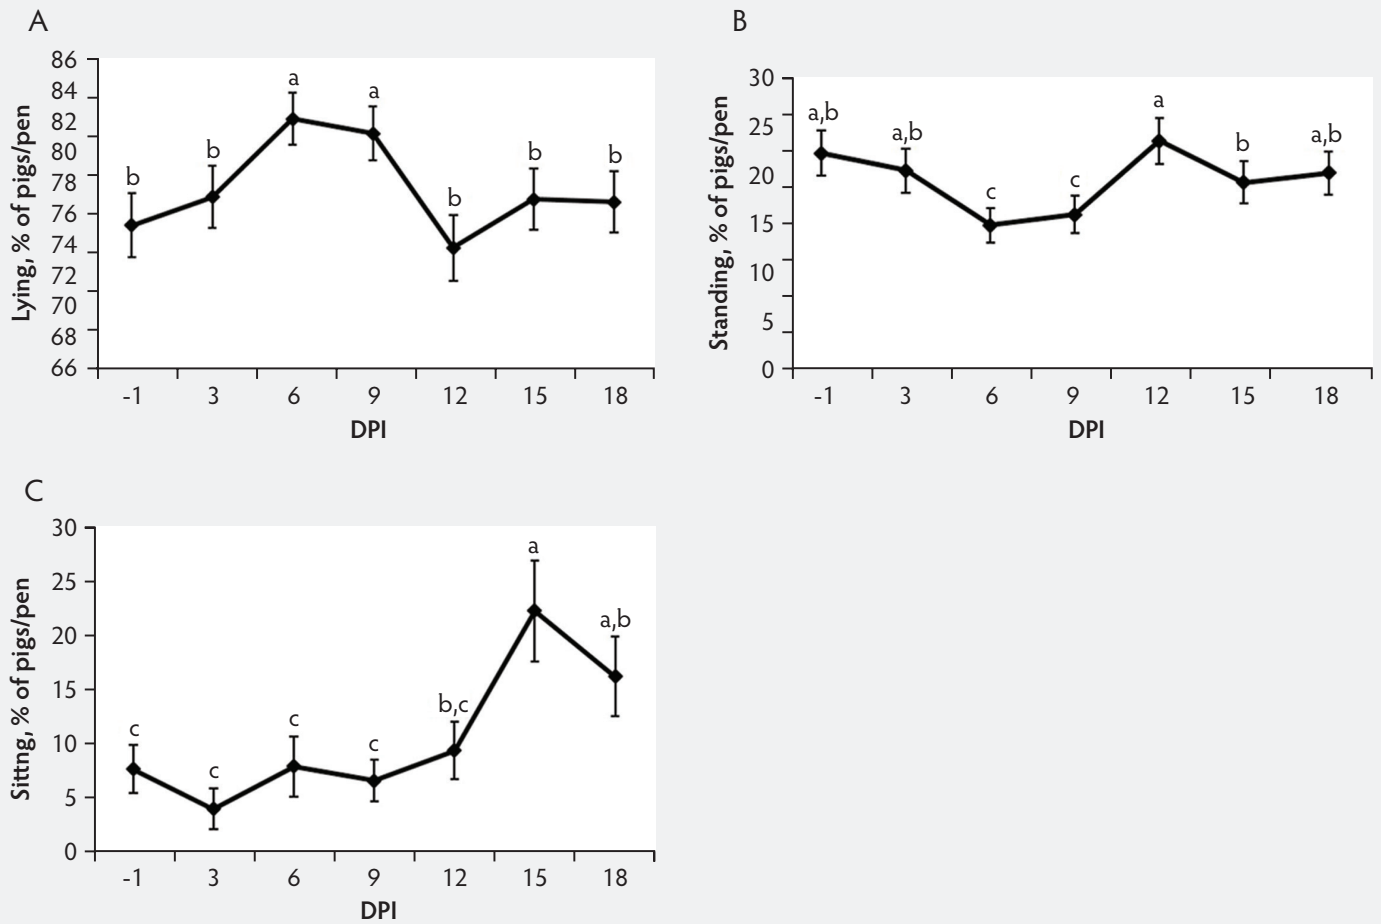 A
Lying, % of pigs/pen
86
84
82
80
78
76
74
72
70
68
66
b
b
a
a
b
b
b
-1 3 6 9 12 15 18
DPI
B
Standing, % of pigs/pen
30
25
20
15
10
5
0
a,b
a,b
c
c
a
b
a,b
-1 3 6 9 12 15 18
DPI
C
Sittng, % of pigs/pen
30
25
20
15
10
5
0
c
c
c
c
b,c
a
a,b
-1 3 6 9 12 15 18
DPI